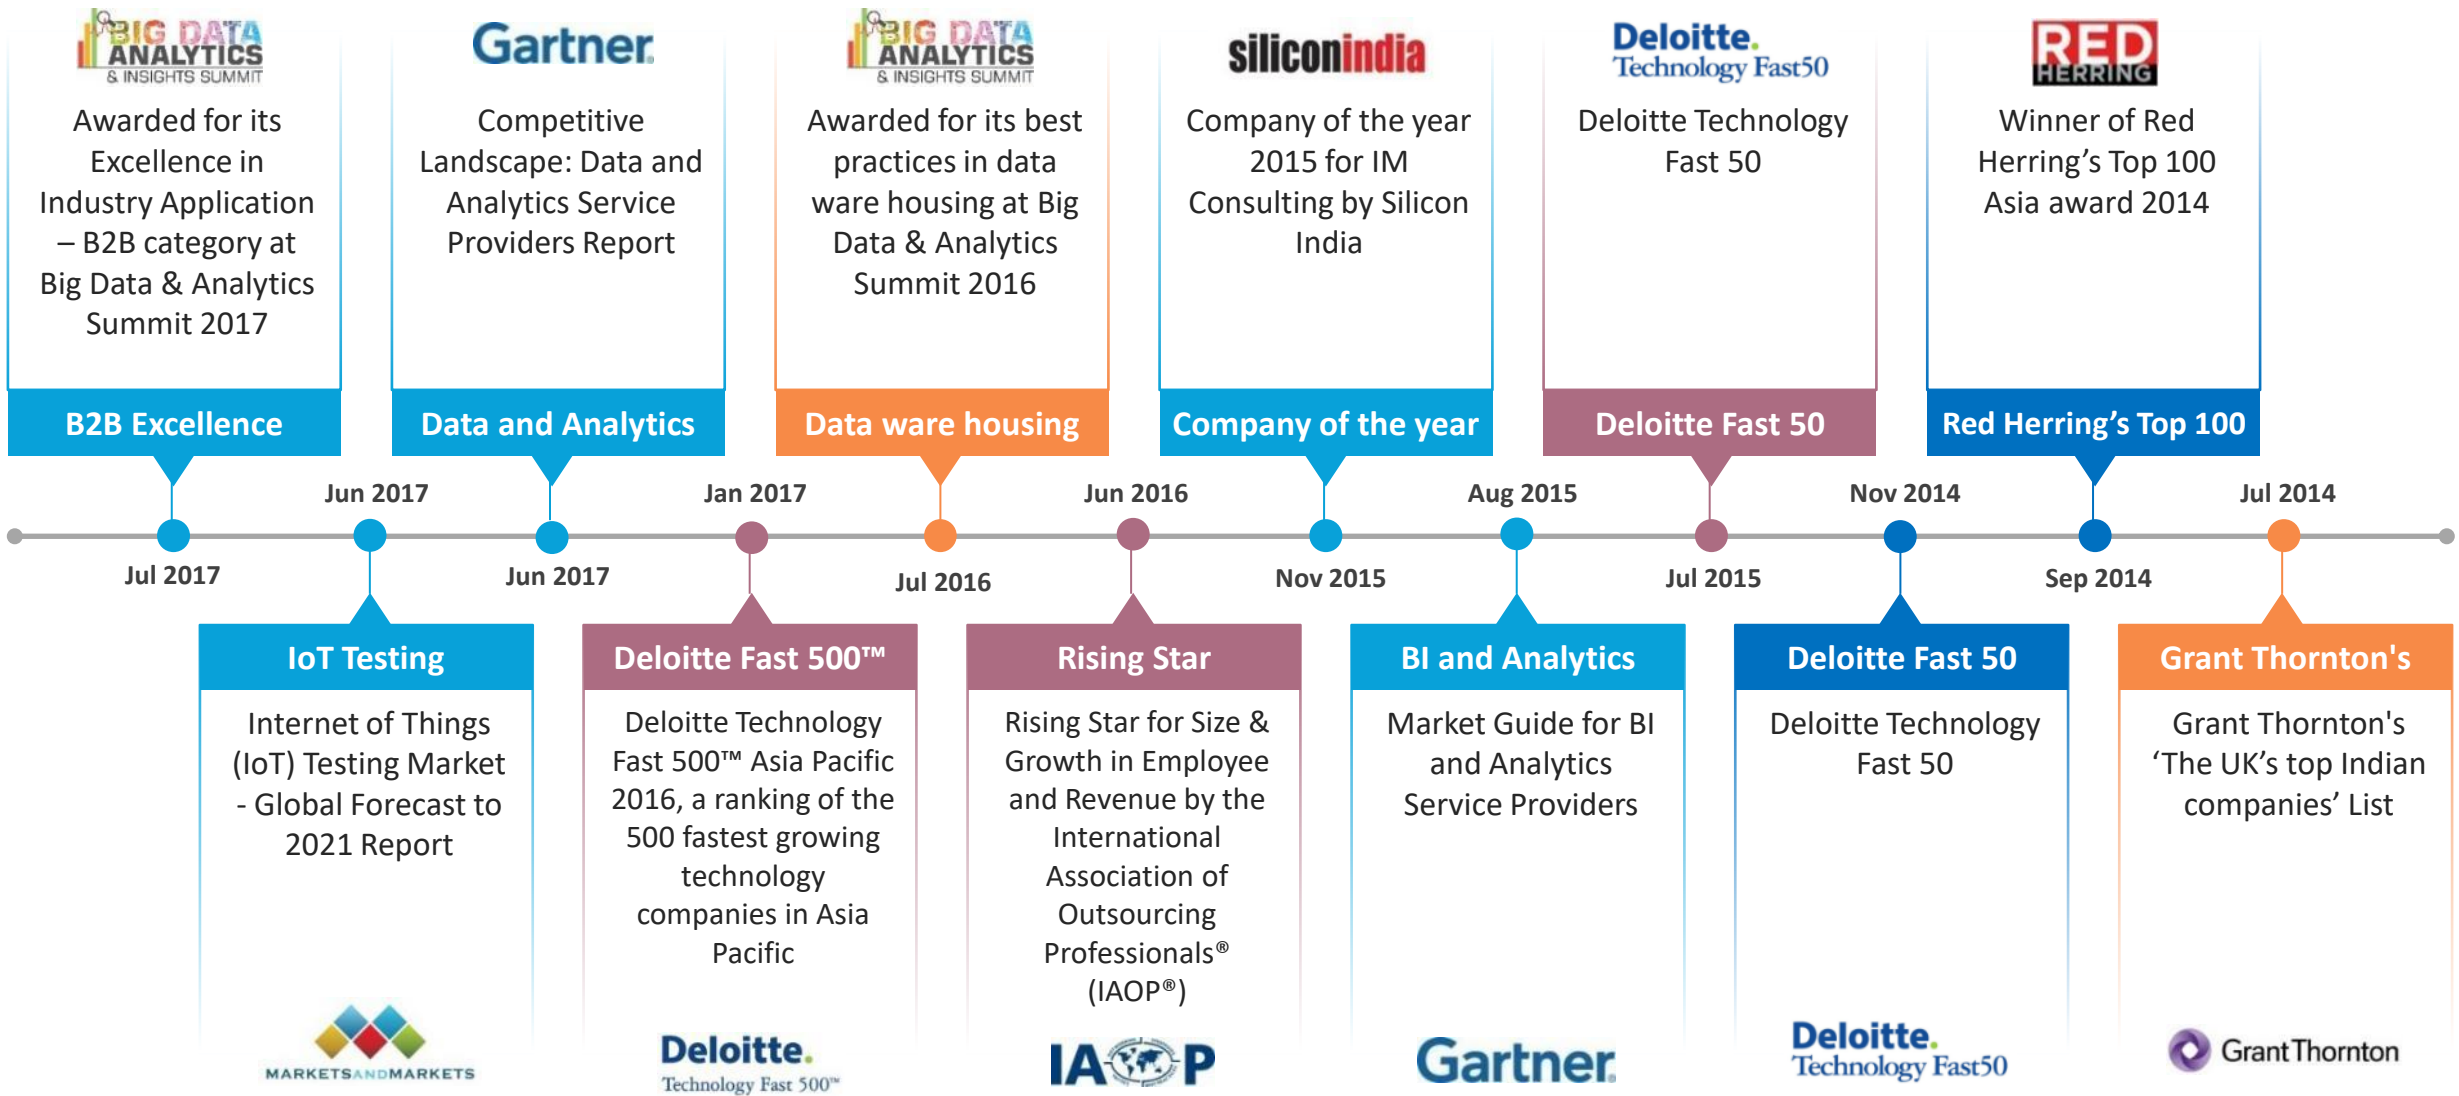 BIG DATA
ANALYTICS
& INSIGHTS SUMMIT
Awarded for its
Excellence in
Industry Application
– B2B category at
Big Data & Analytics
Summit 2017
B2B Excellence
Jul 2017
Jun 2017
IoT Testing
Internet of Things
(IoT) Testing Market
- Global Forecast to
2021 Report
MARKETSANDMARKETS
Gartner.
Competitive
Landscape: Data and
Analytics Service
Providers Report
Data and Analytics
Jun 2017
Jan 2017
Deloitte Fast 500™
Deloitte Technology
Fast 500™ Asia Pacific
2016, a ranking of the
500 fastest growing
technology
companies in Asia
Pacific
Deloitte.
Technology Fast 500™
BIG DATA
ANALYTICS
& INSIGHTS SUMMIT
Awarded for its best
practices in data
ware housing at Big
Data & Analytics
Summit 2016
Data ware housing
Jul 2016
Jun 2016
Rising Star
Rising Star for Size &
Growth in Employee
and Revenue by the
International
Association of
Outsourcing
Professionals®
(IAOP®)
IAOP
siliconindia
Company of the year
2015 for IM
Consulting by Silicon
India
Company of the year
Nov 2015
Aug 2015
BI and Analytics
Market Guide for BI
and Analytics
Service Providers
Gartner.
Deloitte.
Technology Fast50
Deloitte Technology
Fast 50
Deloitte Fast 50
Jul 2015
Nov 2014
Deloitte Fast 50
Deloitte Technology
Fast 50
Deloitte.
Technology Fast50
RED
HERRING
Winner of Red
Herring’s Top 100
Asia award 2014
Red Herring’s Top 100
Sep 2014
Jul 2014
Grant Thornton's
Grant Thornton's
‘The UK’s top Indian
companies’ List
Grant Thornton